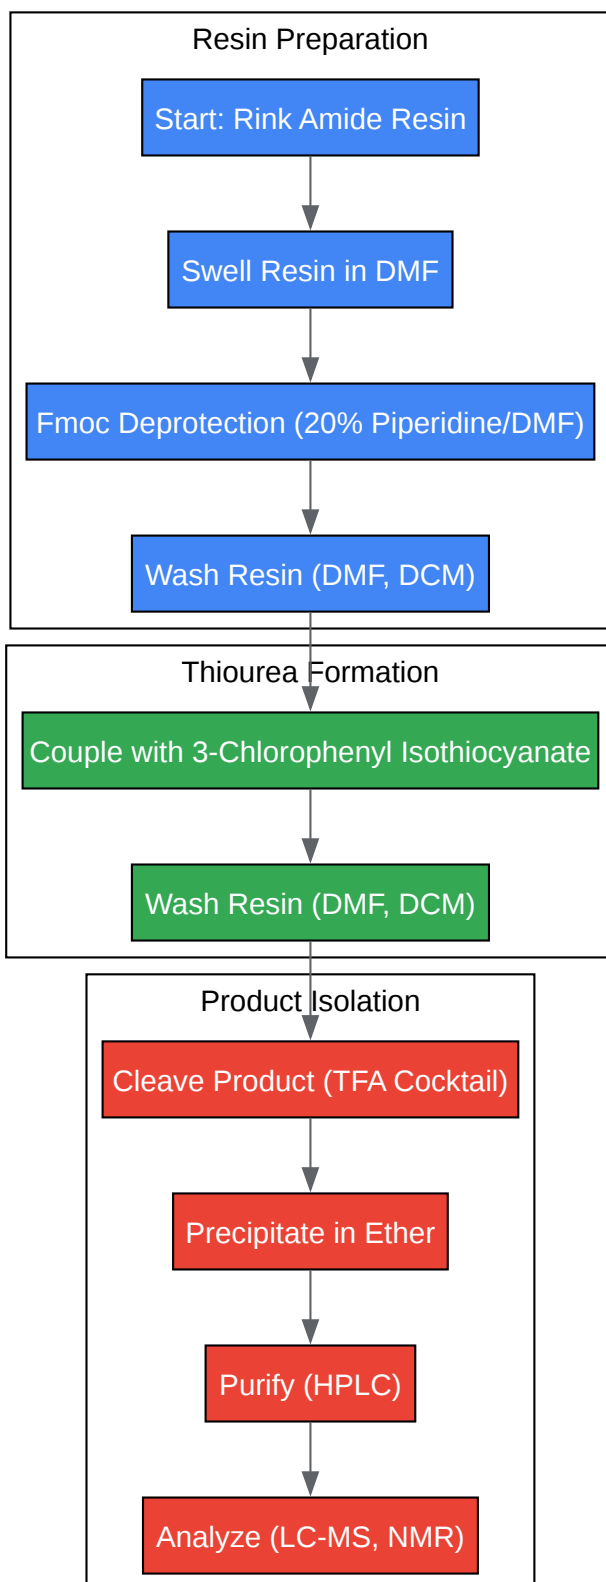 Resin Preparation
Start: Rink Amide Resin
Swell Resin in DMF
Fmoc Deprotection (20% Piperidine/DMF)
Wash Resin (DMF, DCM)
Thiourea Formation
Couple with 3-Chlorophenyl Isothiocyanate
Wash Resin (DMF, DCM)
Product Isolation
Cleave Product (TFA Cocktail)
Precipitate in Ether
Purify (HPLC)
Analyze (LC-MS, NMR)